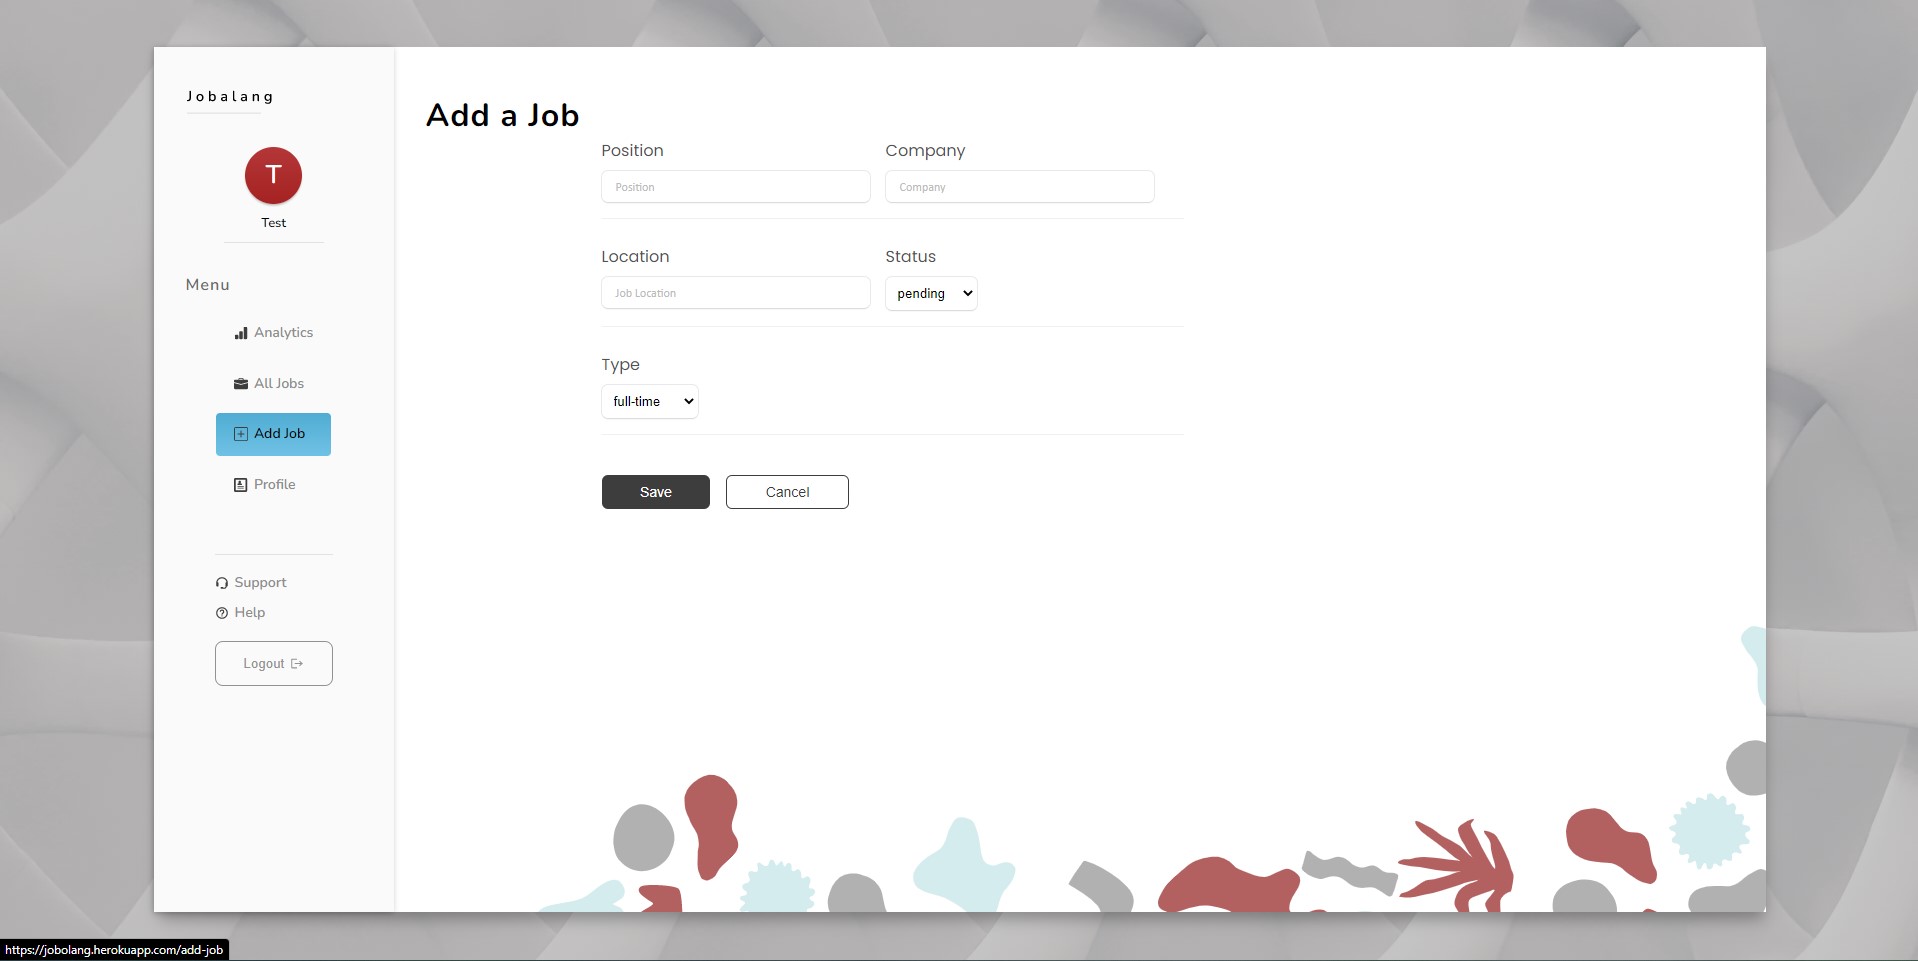 Jobalang
T
Test
Menu
Analytics
All Jobs
Add Job
Profile
Support
Help
Logout
Add a Job
Position Company
Position Company
Location Status
Job Location pending
Type
full-time
Save Cancel
https://jobolang.herokuapp.com/add-job